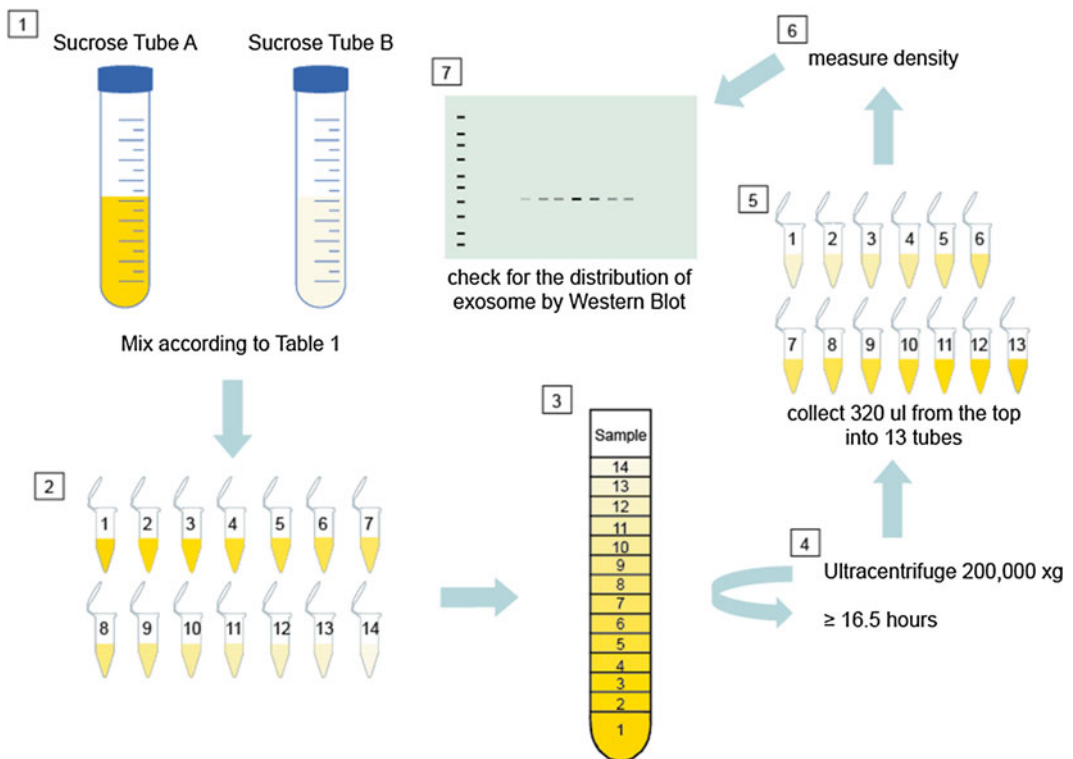 1
Sucrose Tube A
Sucrose Tube B
Mix according to Table 1
2
1 2 3 4 5 6 7
8 9 10 11 12 13 14
3
Sample
14
13
12
11
10
9
8
7
6
5
4
3
2
1
4
Ultracentrifuge 200,000 xg
≥ 16.5 hours
5
1 2 3 4 5 6
7 8 9 10 11 12 13
collect 320 ul from the top
into 13 tubes
6
measure density
7
check for the distribution of
exosome by Western Blot